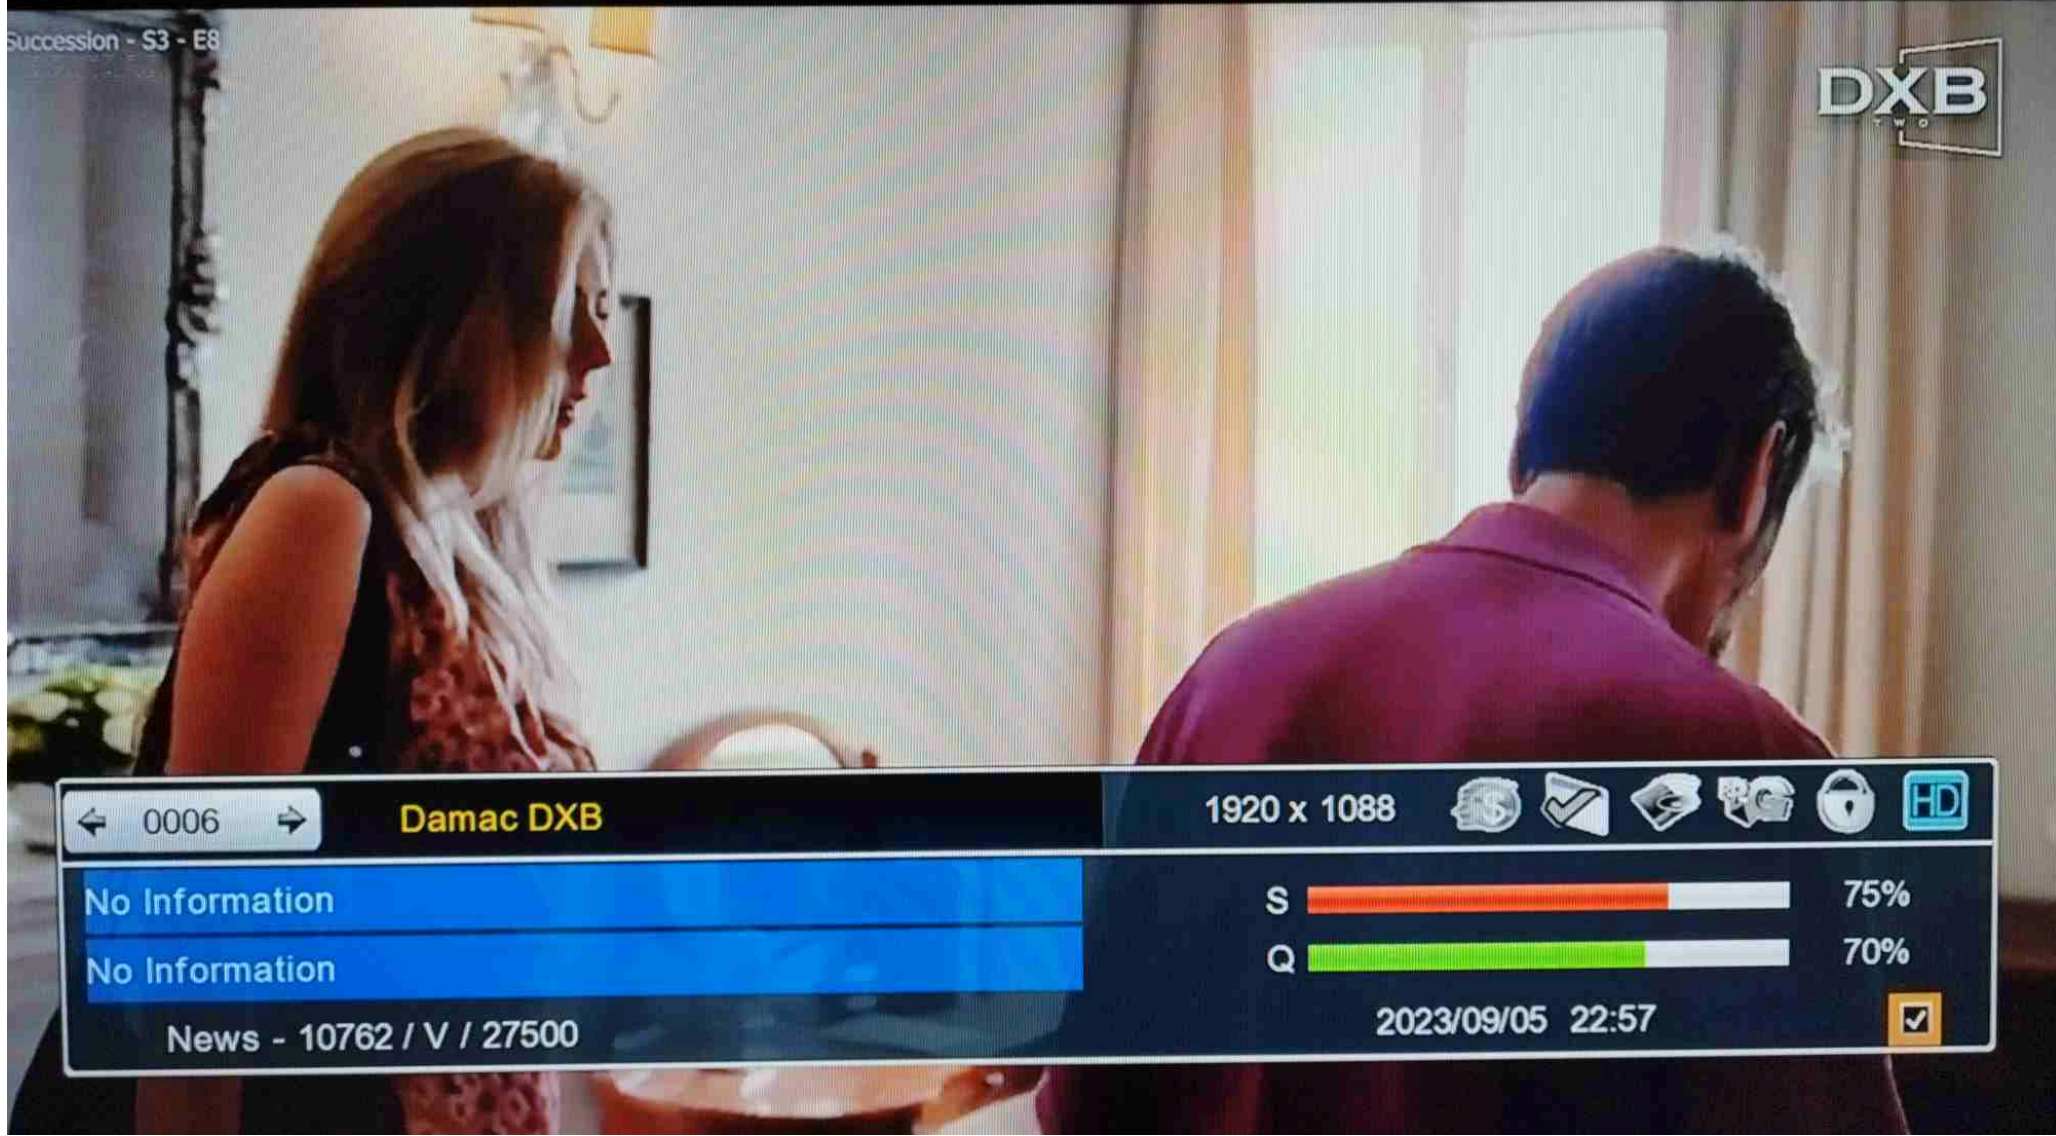 Succession - S3 - E8
DXB
TWO
0006
Damac DXB
1920 x 1088
HD
No Information
No Information
S 75%
Q 70%
News - 10762 / V / 27500
2023/09/05 22:57